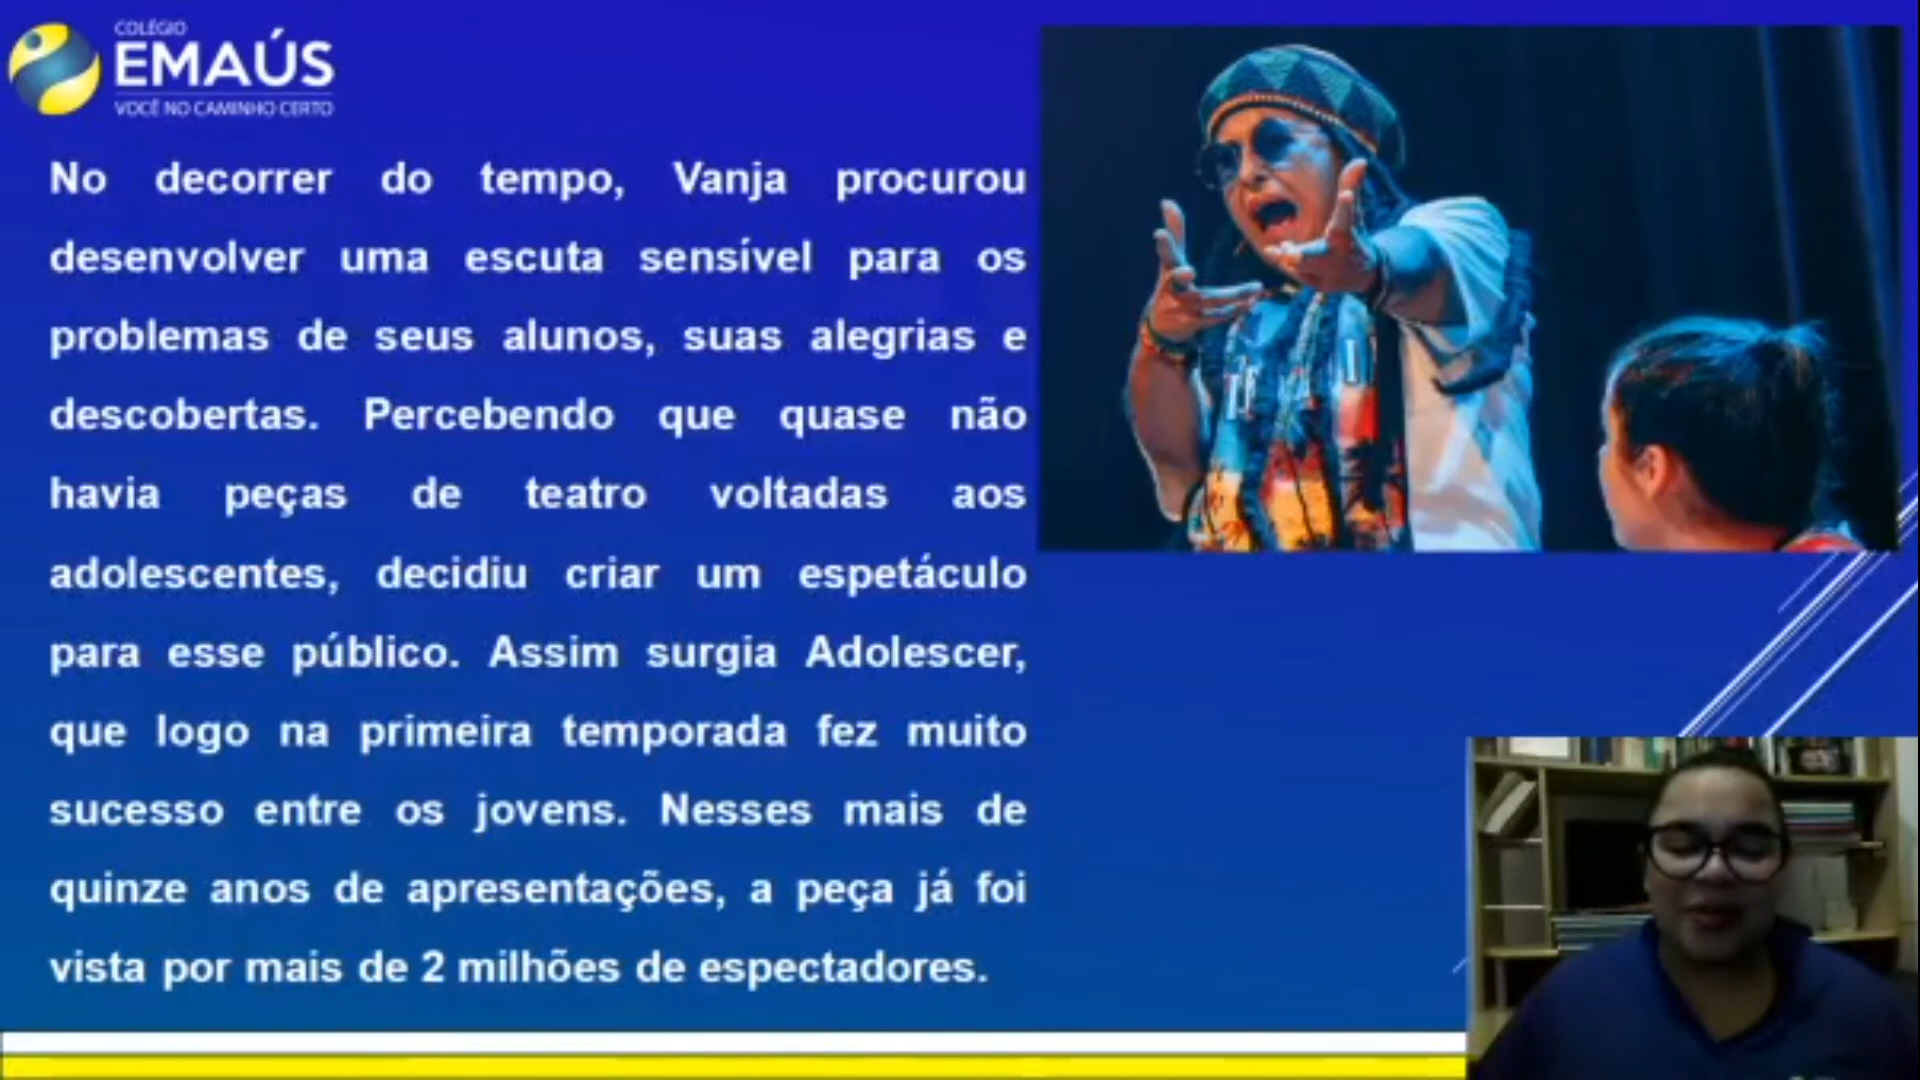 COLÉGIO
EMAÚS
VOCÊ NO CAMINHO CERTO
No decorrer do tempo, Vanja procurou
desenvolver uma escuta sensível para os
problemas de seus alunos, suas alegrias e
descobertas. Percebendo que quase não
havia peças de teatro voltadas aos
adolescentes, decidiu criar um espetáculo
para esse público. Assim surgia Adolescer,
que logo na primeira temporada fez muito
sucesso entre os jovens. Nesses mais de
quinze anos de apresentações, a peça já foi
vista por mais de 2 milhões de espectadores.